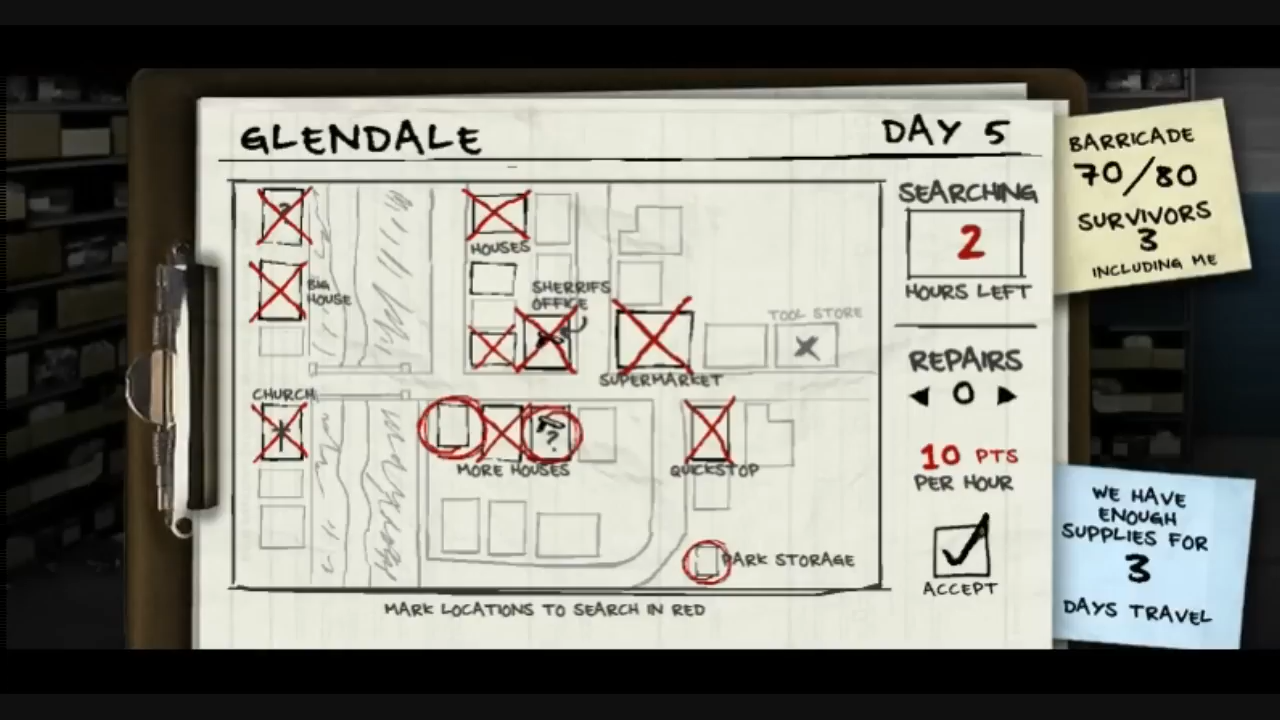 GLENDALE
DAY 5
BARRICADE
70/80
SURVIVORS
3
INCLUDING ME
SEARCHING
2
HOURS LEFT
?
HOUSES
BIG
HOUSE
SHERRIFS
OFFICE
TOOL STORE
SUPERMARKET
REPAIRS
0
CHURCH
?
MORE HOUSES
QUICKSTOP
10 PTS
PER HOUR
PARK STORAGE
ACCEPT
MARK LOCATIONS TO SEARCH IN RED
WE HAVE
ENOUGH
SUPPLIES FOR
3
DAYS TRAVEL